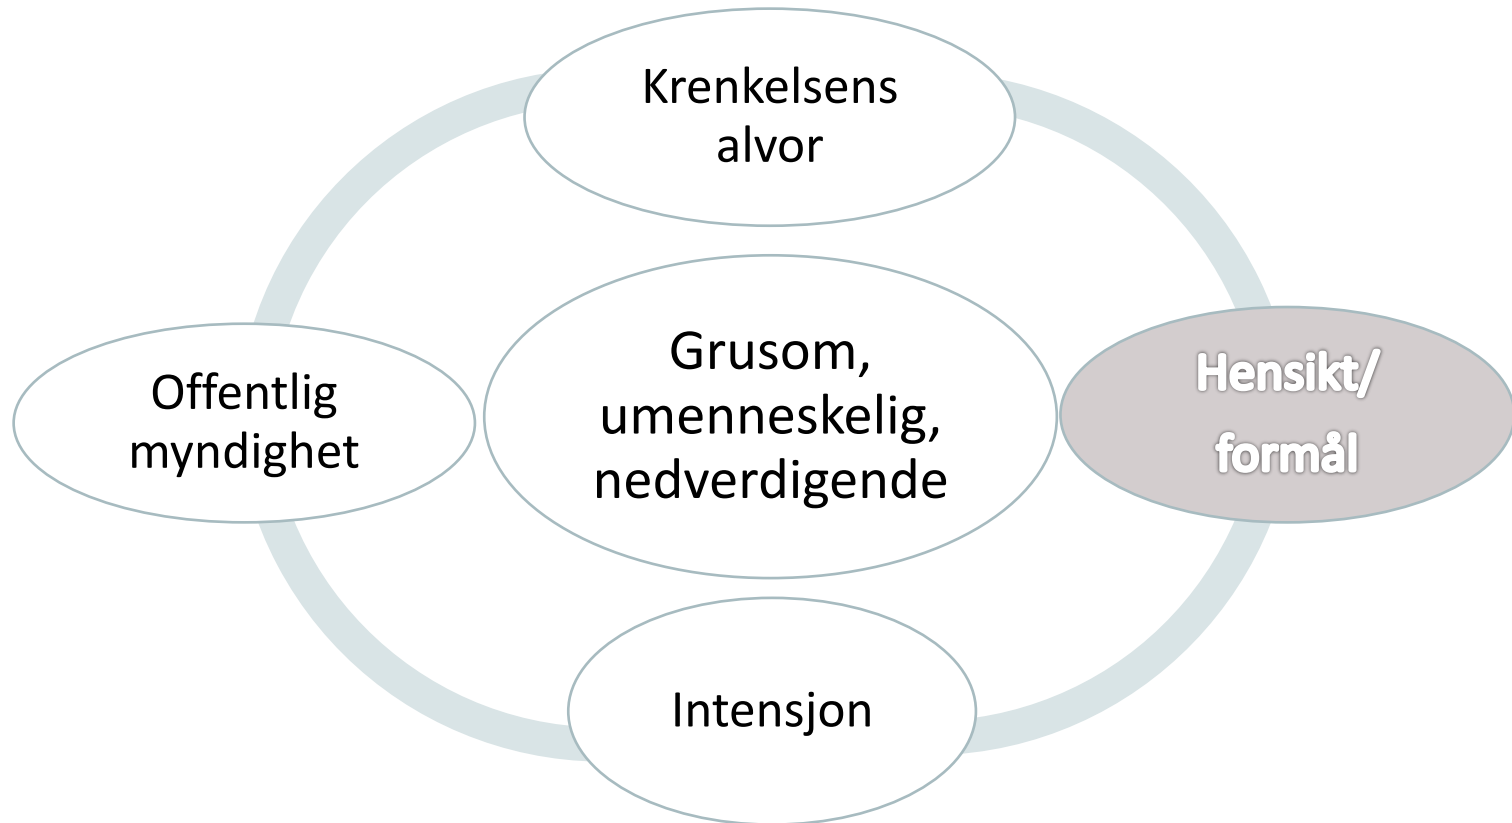 Krenkelsens
alvor
Grusom,
umenneskelig,
nedverdigende
Offentlig
myndighet
Hensikt/
formål
Intensjon